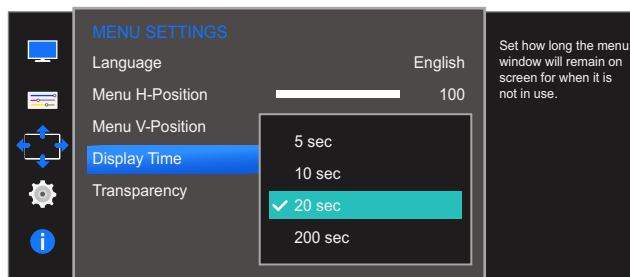 MENU SETTINGS
Language English
Menu H-Position 100
Menu V-Position
Display Time
Transparency
5 sec
10 sec
20 sec
200 sec
Set how long the menu
window will remain on
screen for when it is
not in use.